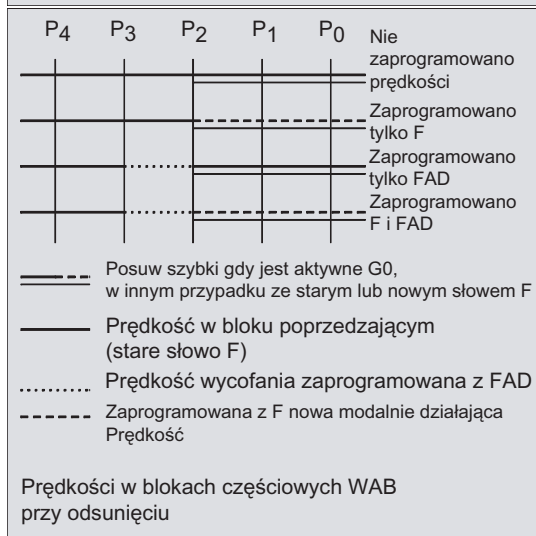 P4 P3 P2 P1 P0
Nie
zaprogramowano
prędkości
Zaprogramowano
tylko F
Zaprogramowano
tylko FAD
Zaprogramowano
F i FAD
Posuw szybki gdy jest aktywne G0,
w innym przypadku ze starym lub nowym słowem F
Prędkość w bloku poprzedzającym
(stare słowo F)
Prędkość wycofania zaprogramowana z FAD
Zaprogramowana z F nowa modalnie działająca
Prędkość
Prędkości w blokach częściowych WAB
przy odsunięciu